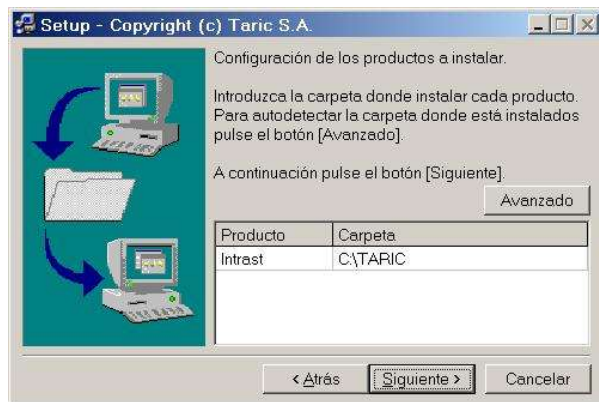 Setup - Copyright (c) Taric S.A.
Configuración de los productos a instalar.
Introduzca la carpeta donde instalar cada producto.
Para autodetectar la carpeta donde está instalados
pulse el botón [Avanzado].
A continuación pulse el botón [Siguiente].
Avanzado
Producto Carpeta
Intrast C:\TARIC
< Atrás Siguiente > Cancelar